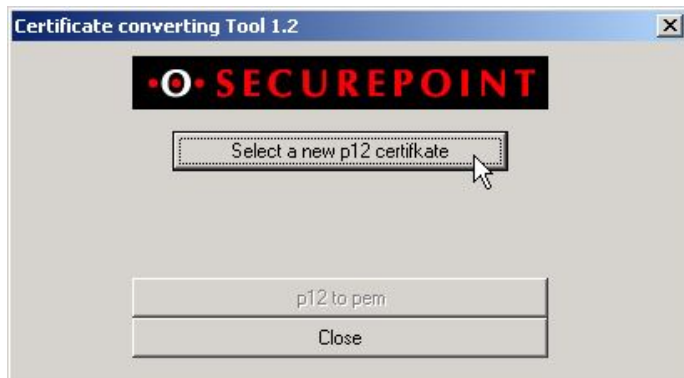 Certificate converting Tool 1.2
SECUREPOINT
Select a new p12 certifkate
p12 to pem
Close